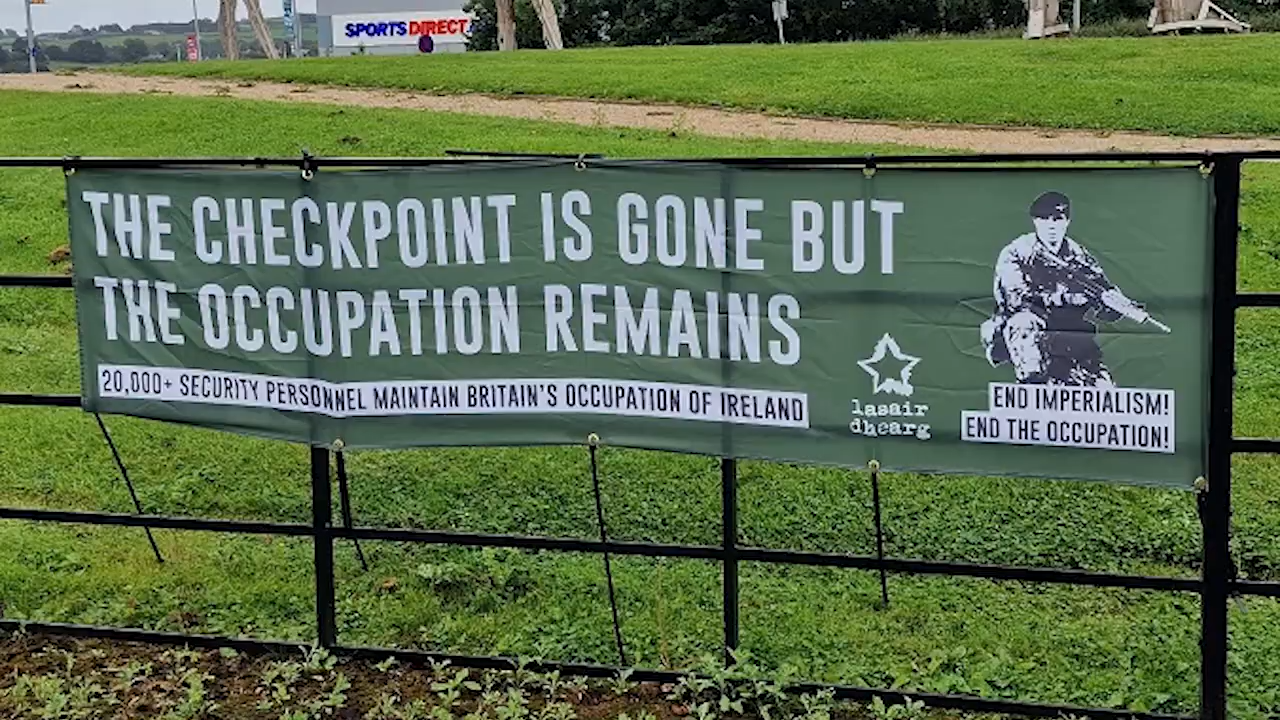 SPORTS DIRECT
THE CHECKPOINT IS GONE BUT
THE OCCUPATION REMAINS
20,000+ SECURITY PERSONNEL MAINTAIN BRITAIN'S OCCUPATION OF IRELAND
lasair
dhearg
END IMPERIALISM!
END THE OCCUPATION!